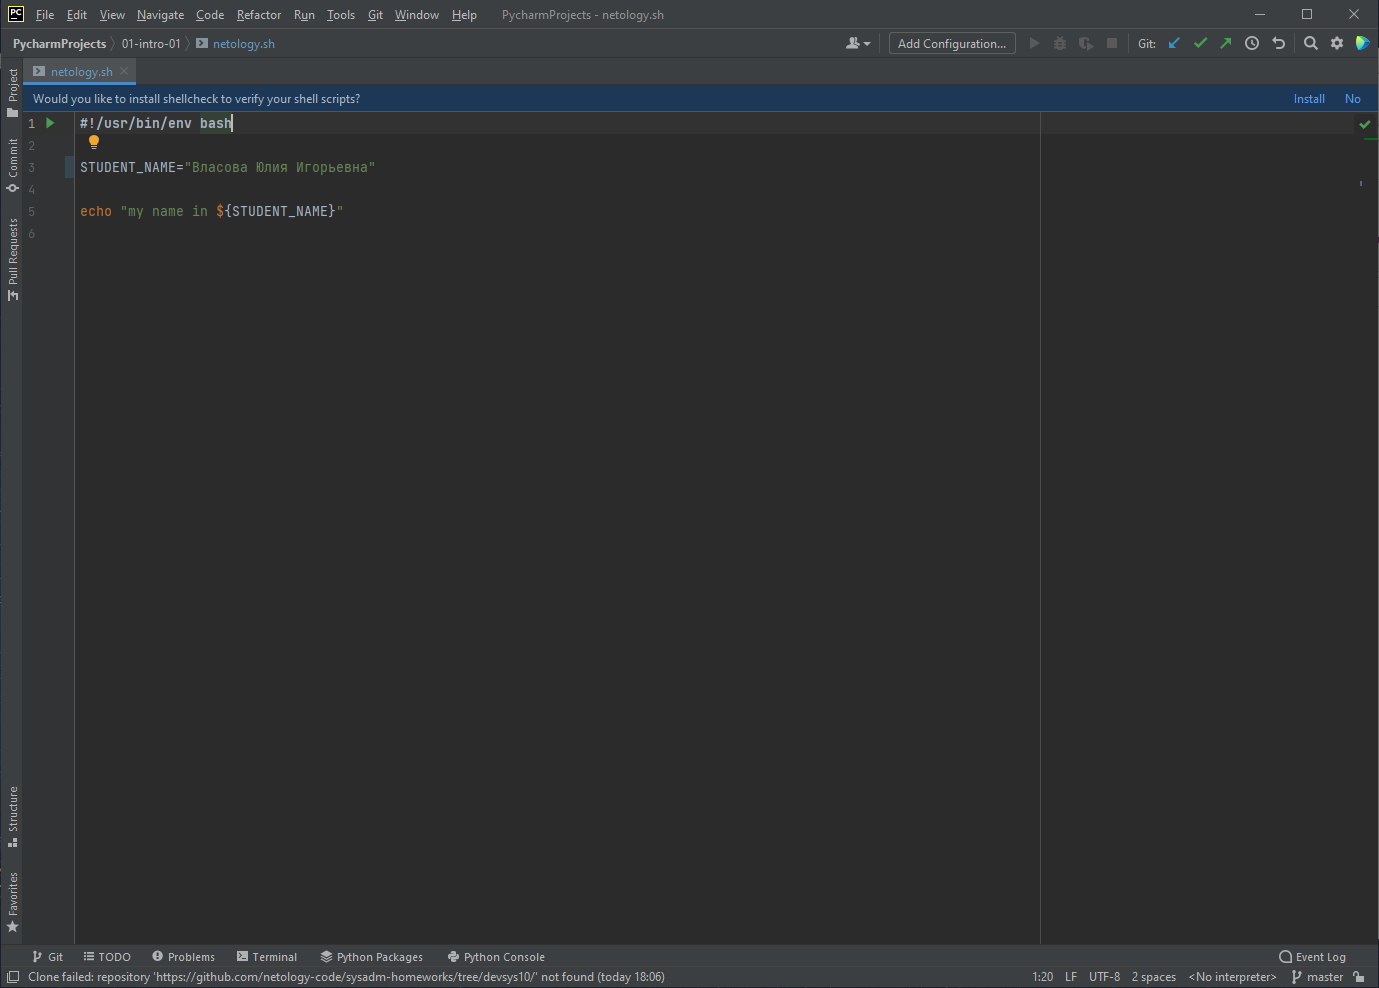 PC File Edit View Navigate Code Refactor Run Tools Git Window Help PycharmProjects - netology.sh
PycharmProjects 01-intro-01 netology.sh Add Configuration... Git:
netology.sh
Would you like to install shellcheck to verify your shell scripts? Install No
1 #!/usr/bin/env bash
2
3 STUDENT_NAME="Власова Юлия Игорьевна"
4
5 echo "my name in ${STUDENT_NAME}"
6
Project
Commit
Pull Requests
Structure
Favorites
Git TODO Problems Terminal Python Packages Python Console Event Log
Clone failed: repository 'https://github.com/netology-code/sysadm-homeworks/tree/devsys10/' not found (today 18:06) 1:20 LF UTF-8 2 spaces <No interpreter> master